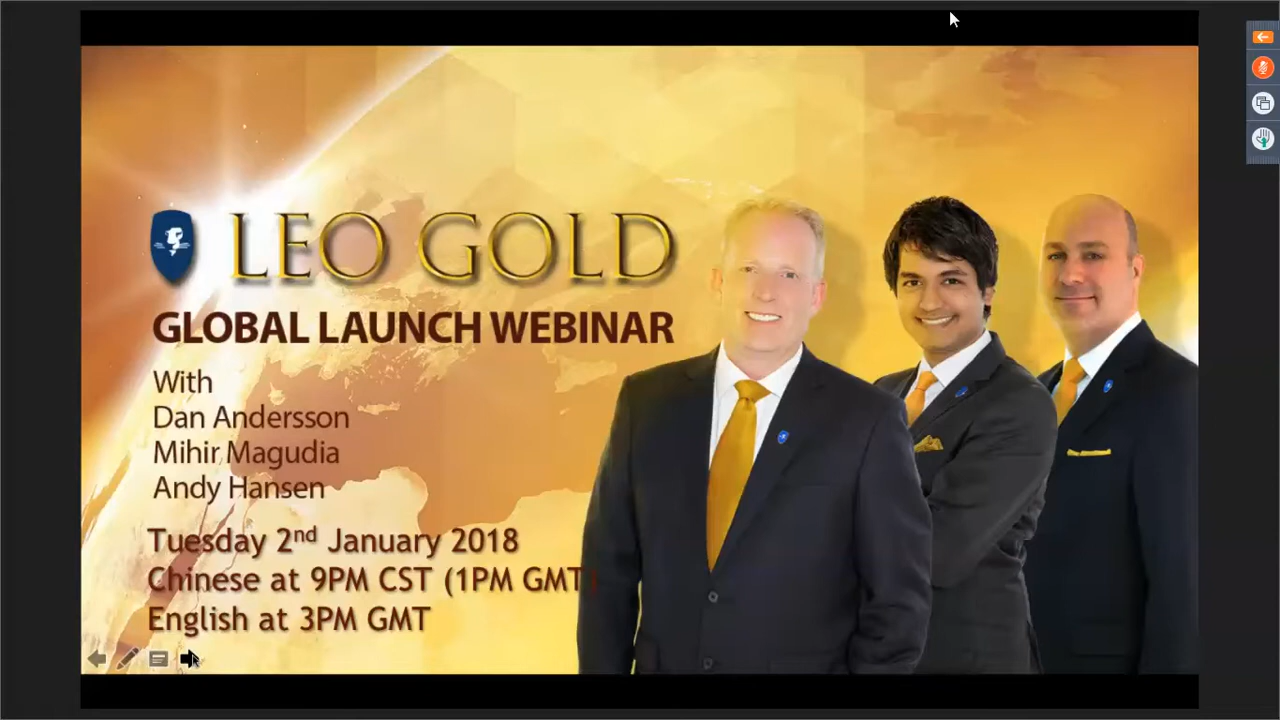 LEO GOLD
GLOBAL LAUNCH WEBINAR
With
Dan Andersson
Mihir Magudia
Andy Hansen
Tuesday 2nd January 2018
Chinese at 9PM CST (1PM GMT)
English at 3PM GMT